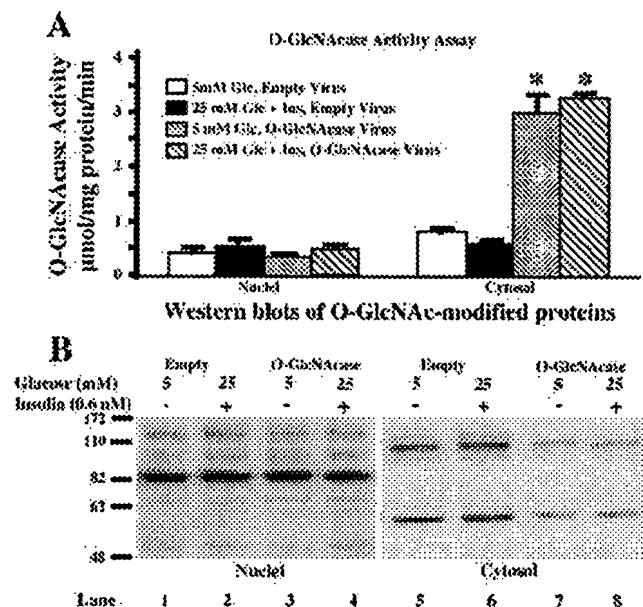 A
O-GlcNAcase Activity Assay
O-GlcNAcase Activity
µmol/mg protein/min
4
3
2
1
0
5mM Glc, Empty Virus
25 mM Glc + Ins, Empty Virus
5 mM Glc, O-GlcNAcase Virus
25 mM Glc + Ins, O-GlcNAcase Virus
* *
Nuclei Cytosol
Western blots of O-GlcNAc-modified proteins
B
Empty O-GlcNAcase Empty O-GlcNAcase
Glucose (mM) 5 25 5 25 5 25 5 25
Insulin (0.6 nM) - + - + - + - +
172
110
82
63
48
Nuclei Cytosol
Lane 1 2 3 4 5 6 7 8